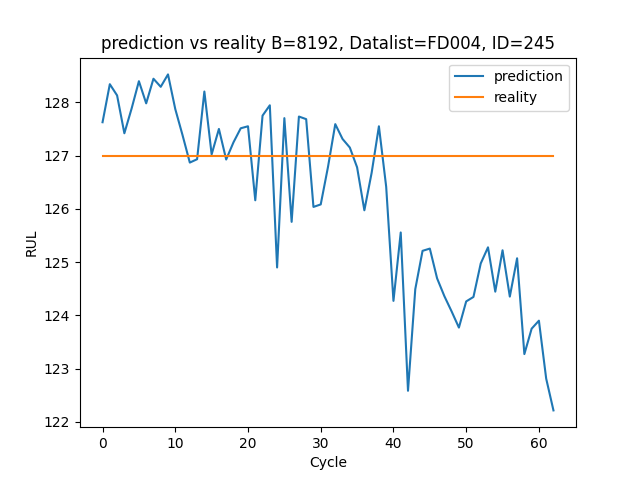 prediction vs reality B=8192, Datalist=FD004, ID=245
prediction
reality
128
127
126
125
124
123
122
RUL
0 10 20 30 40 50 60
Cycle